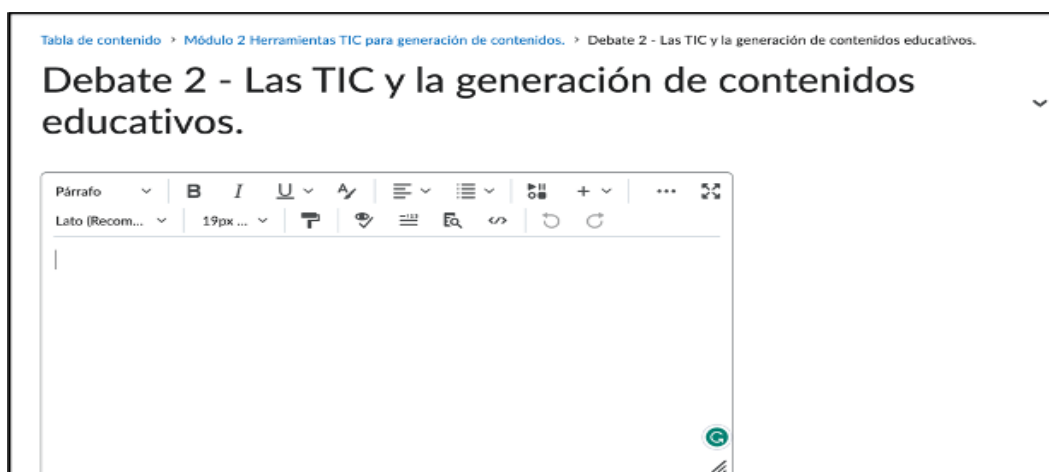 Tabla de contenido > Módulo 2 Herramientas TIC para generación de contenidos. > Debate 2 - Las TIC y la generación de contenidos educativos.
Debate 2 - Las TIC y la generación de contenidos
educativos.
Párrafo B I U A
Lato (Recom... 19px ...